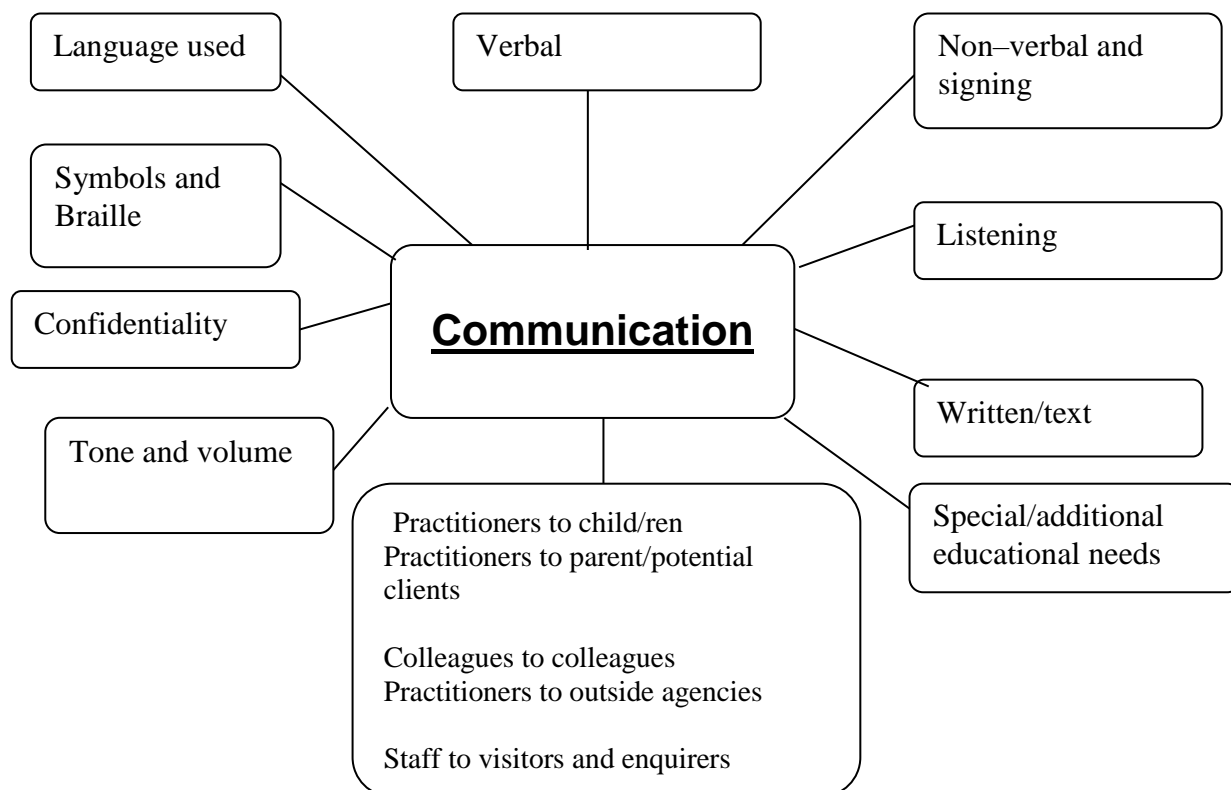 Language used
Verbal
Non–verbal and
signing
Symbols and
Braille
Listening
Confidentiality
Communication
Written/text
Tone and volume
Practitioners to child/ren
Practitioners to parent/potential
clients
Colleagues to colleagues
Practitioners to outside agencies
Staff to visitors and enquirers
Special/additional
educational needs